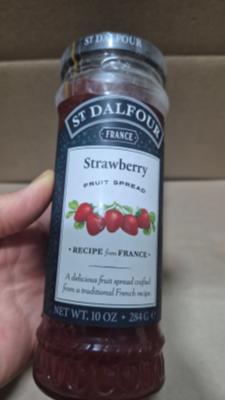 ST DALFOUR
ST DALFOUR
FRANCE
Strawberry
FRUIT SPREAD
• RECIPE from FRANCE •
A delicious fruit spread crafted
from a traditional French recipe.
NET WT. 10 OZ • 284 G e